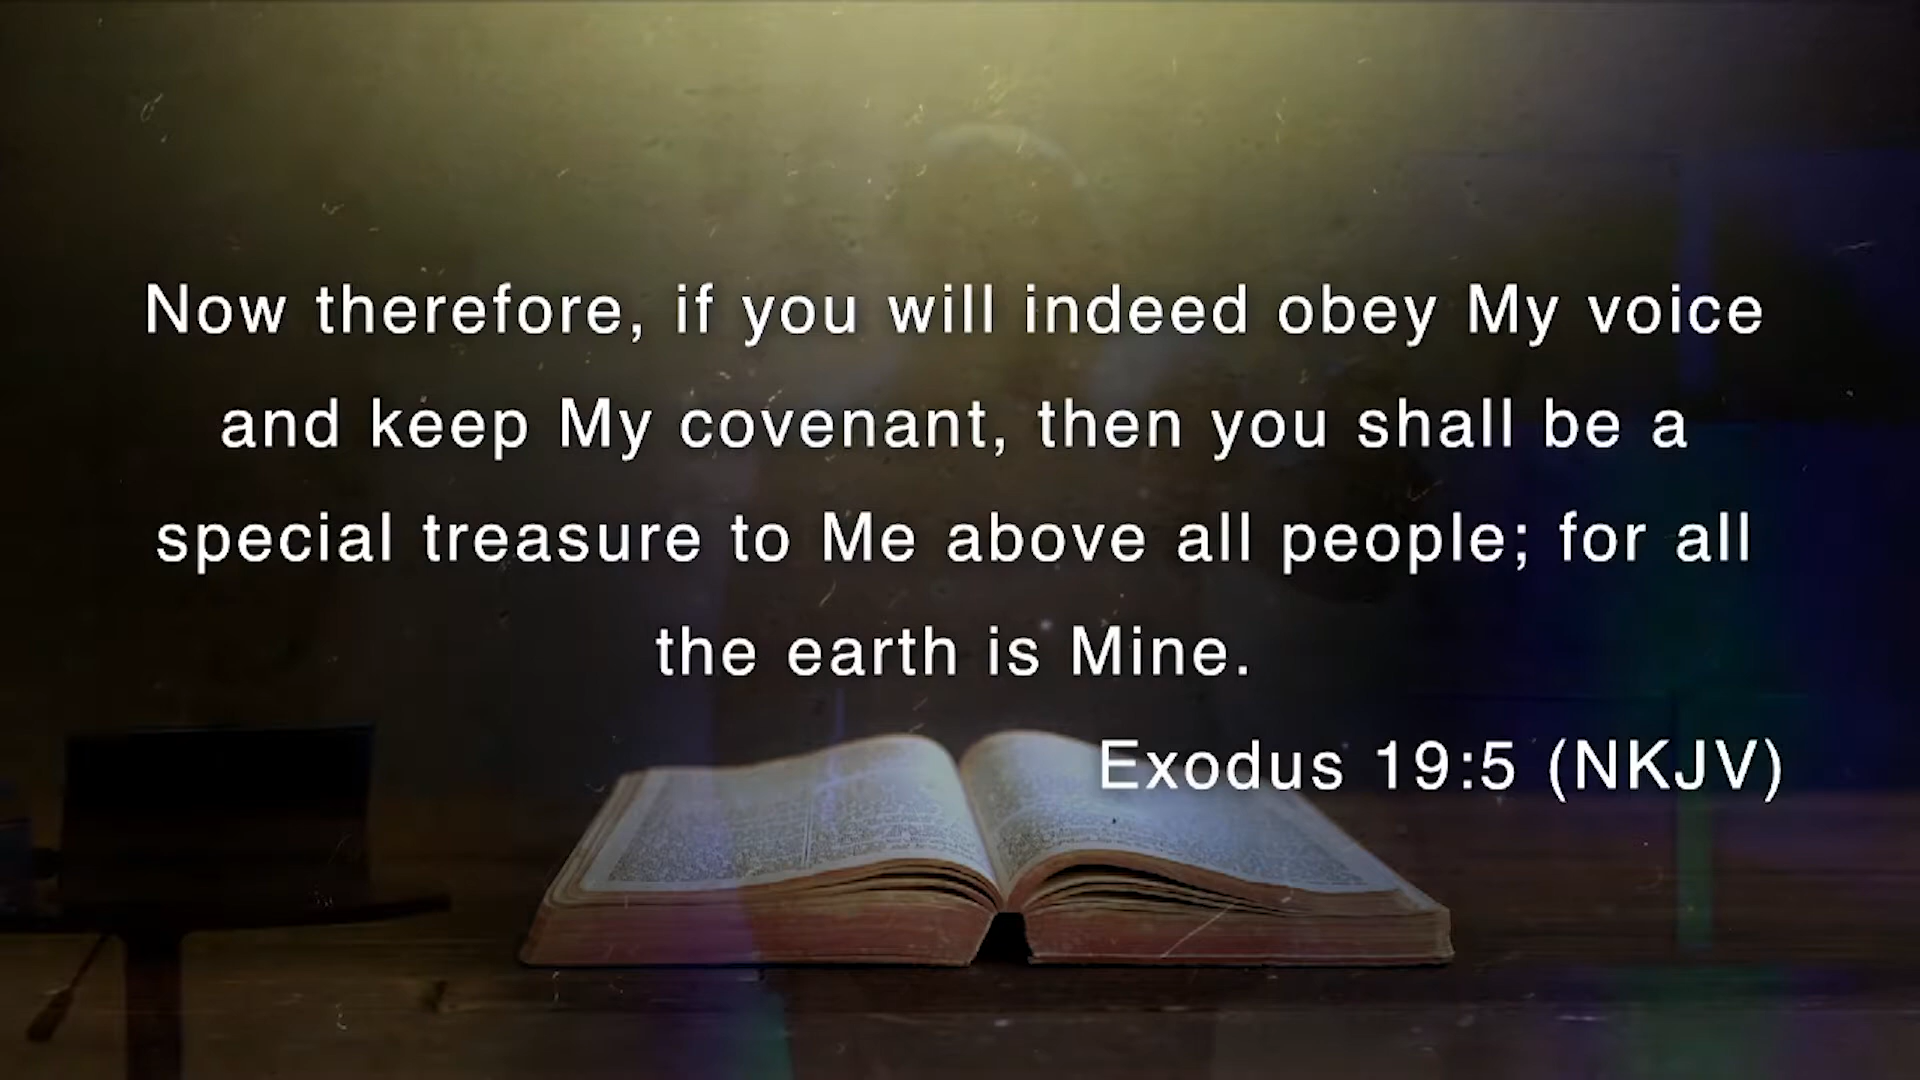 Now therefore, if you will indeed obey My voice
and keep My covenant, then you shall be a
special treasure to Me above all people; for all
the earth is Mine.
Exodus 19:5 (NKJV)